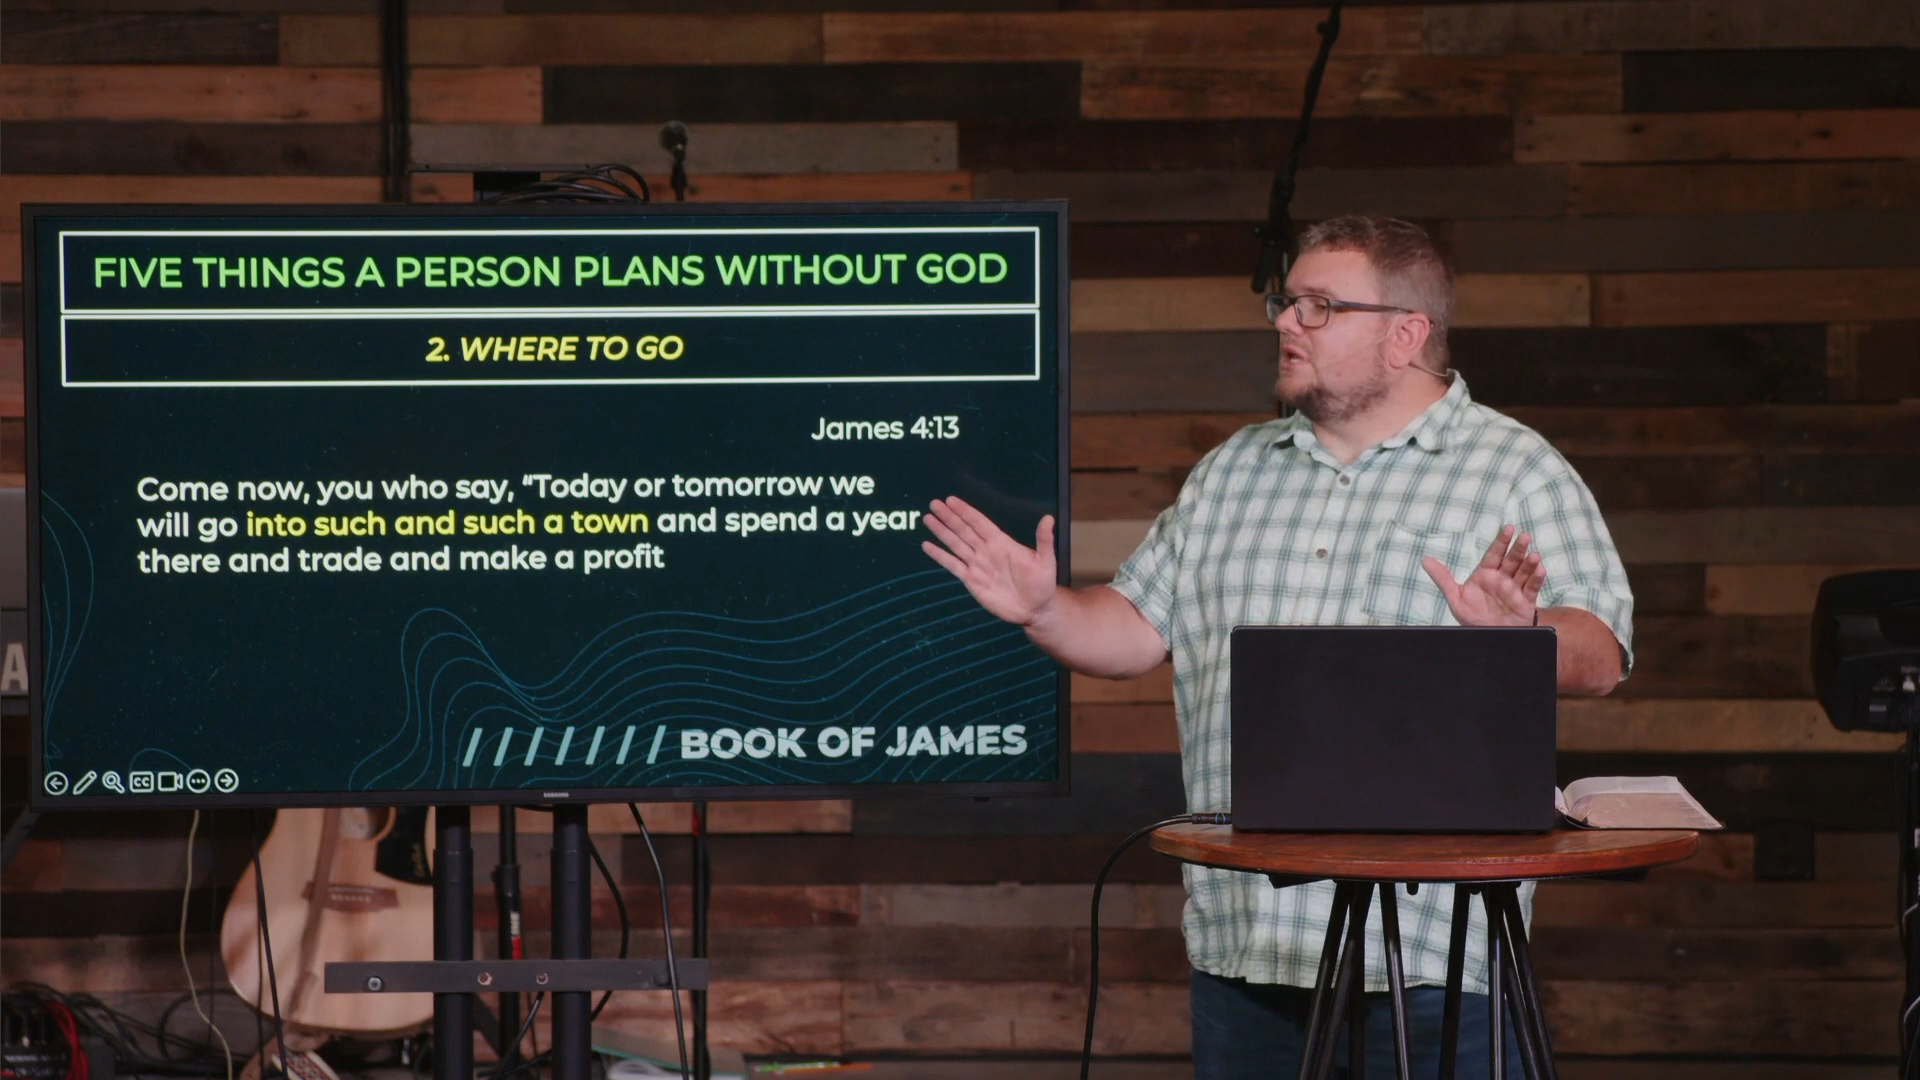 FIVE THINGS A PERSON PLANS WITHOUT GOD
2. WHERE TO GO
James 4:13
Come now, you who say, “Today or tomorrow we
will go into such and such a town and spend a year
there and trade and make a profit
/////// BOOK OF JAMES
CC
SAMSUNG
A